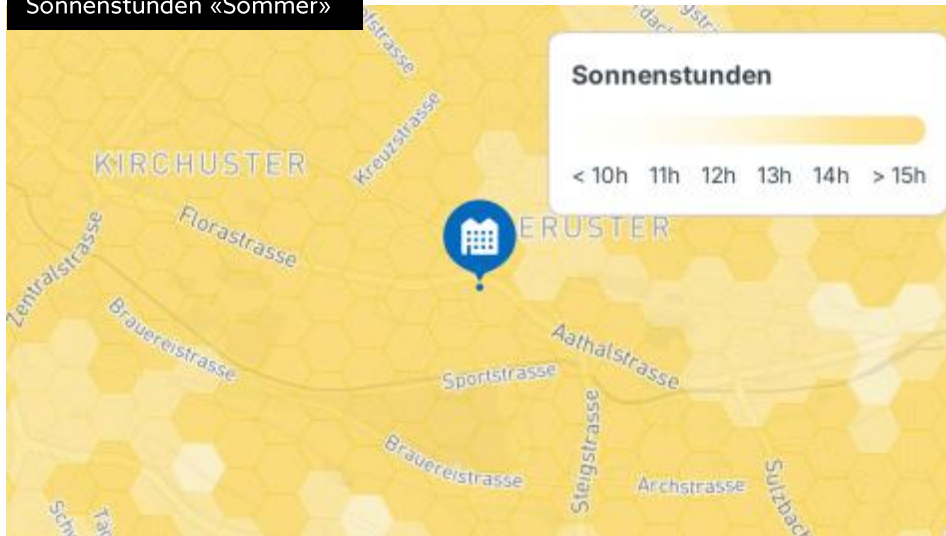 Sonnenstunden «Sommer»
Sonnenstunden
< 10h 11h 12h 13h 14h > 15h
Kreuzstrasse
KIRCHUSTER
Florastrasse
ERUSTER
Zentralstrasse
Brauereistrasse
Aathalstrasse
Sportstrasse
Steigstrasse
Brauereistrasse
Archstrasse
Sulzbach